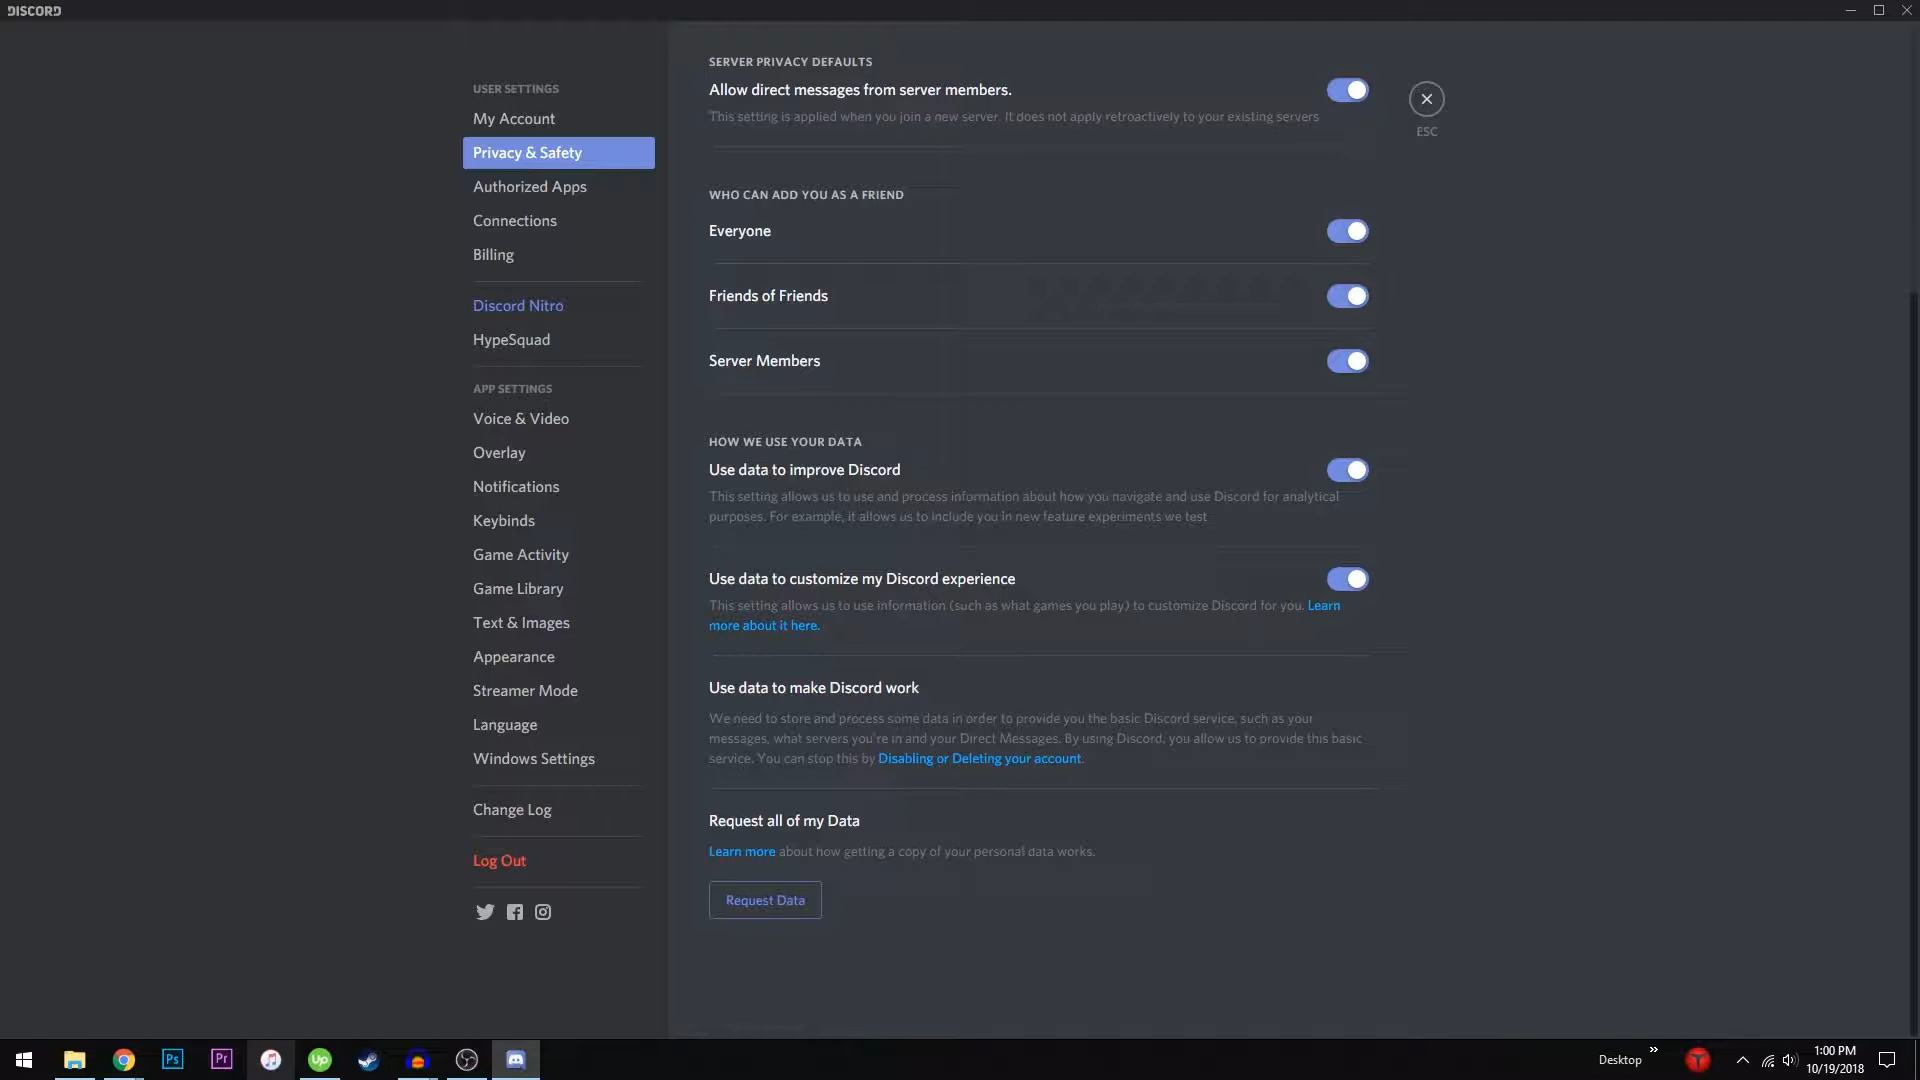 DISCORD
USER SETTINGS
My Account
Privacy & Safety
Authorized Apps
Connections
Billing
Discord Nitro
HypeSquad
APP SETTINGS
Voice & Video
Overlay
Notifications
Keybinds
Game Activity
Game Library
Text & Images
Appearance
Streamer Mode
Language
Windows Settings
Change Log
Log Out
SERVER PRIVACY DEFAULTS
Allow direct messages from server members.
This setting is applied when you join a new server. It does not apply retroactively to your existing servers
ESC
WHO CAN ADD YOU AS A FRIEND
Everyone
Friends of Friends
Server Members
HOW WE USE YOUR DATA
Use data to improve Discord
This setting allows us to use and process information about how you navigate and use Discord for analytical
purposes. For example, it allows us to include you in new feature experiments we test
Use data to customize my Discord experience
This setting allows us to use information (such as what games you play) to customize Discord for you. Learn
more about it here.
Use data to make Discord work
We need to store and process some data in order to provide you the basic Discord service, such as your
messages, what servers you're in and your Direct Messages. By using Discord, you allow us to provide this basic
service. You can stop this by Disabling or Deleting your account.
Request all of my Data
Learn more about how getting a copy of your personal data works.
Request Data
Ps
Pr
Up
Desktop
1:00 PM
10/19/2018